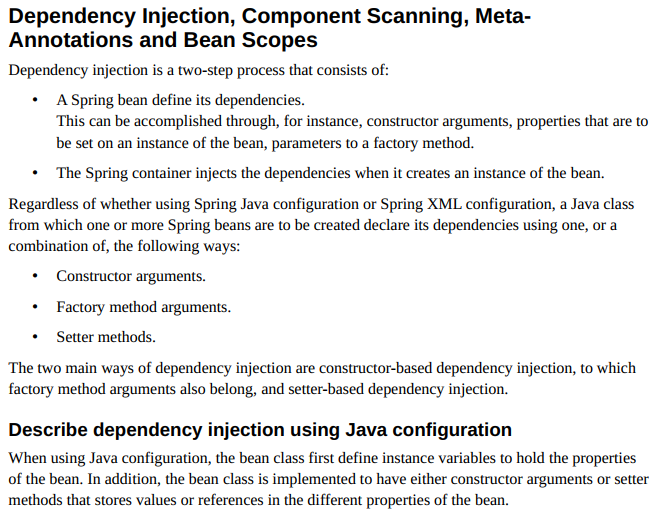 Dependency Injection, Component Scanning, Meta-
Annotations and Bean Scopes
Dependency injection is a two-step process that consists of:
• A Spring bean define its dependencies.
This can be accomplished through, for instance, constructor arguments, properties that are to
be set on an instance of the bean, parameters to a factory method.
• The Spring container injects the dependencies when it creates an instance of the bean.
Regardless of whether using Spring Java configuration or Spring XML configuration, a Java class
from which one or more Spring beans are to be created declare its dependencies using one, or a
combination of, the following ways:
• Constructor arguments.
• Factory method arguments.
• Setter methods.
The two main ways of dependency injection are constructor-based dependency injection, to which
factory method arguments also belong, and setter-based dependency injection.
Describe dependency injection using Java configuration
When using Java configuration, the bean class first define instance variables to hold the properties
of the bean. In addition, the bean class is implemented to have either constructor arguments or setter
methods that stores values or references in the different properties of the bean.